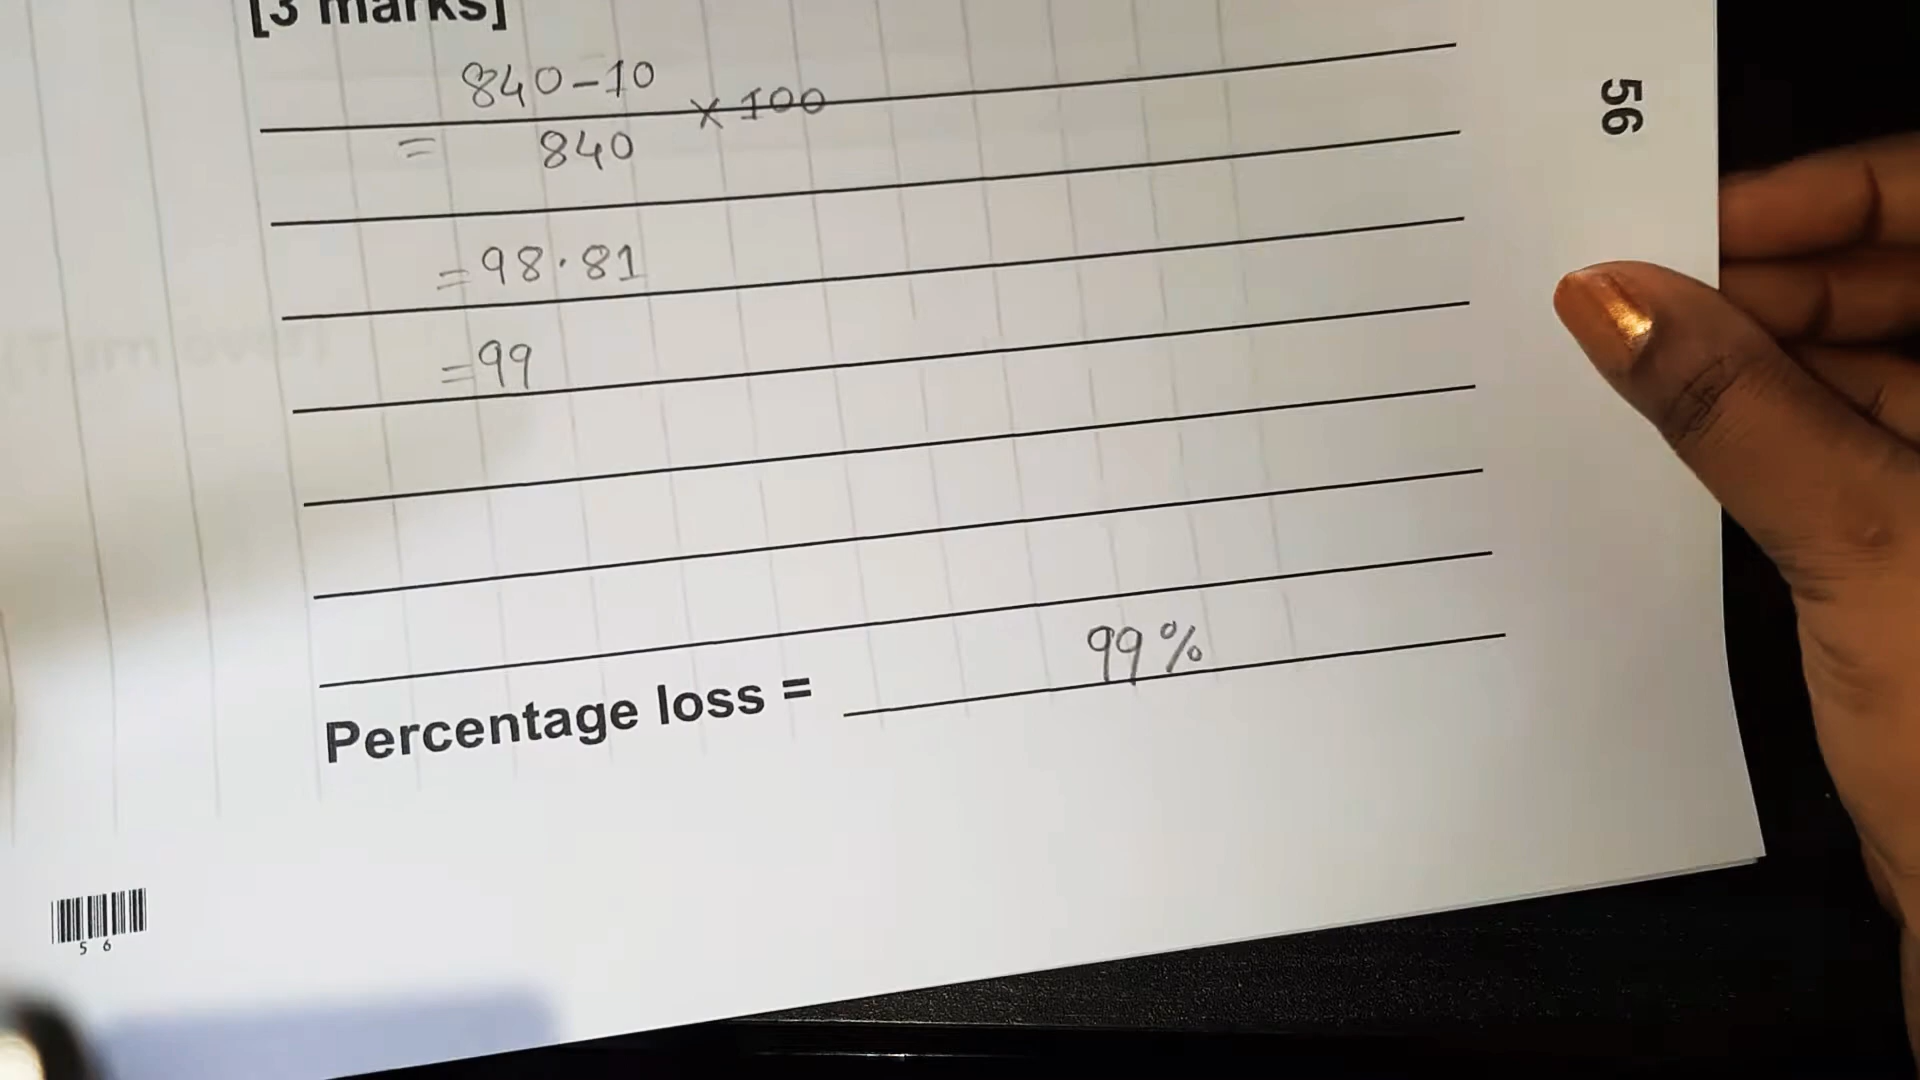 [3 marks]
840-10
= 840 × 100
= 98.81
= 99
Percentage loss = 99%
56
5 6